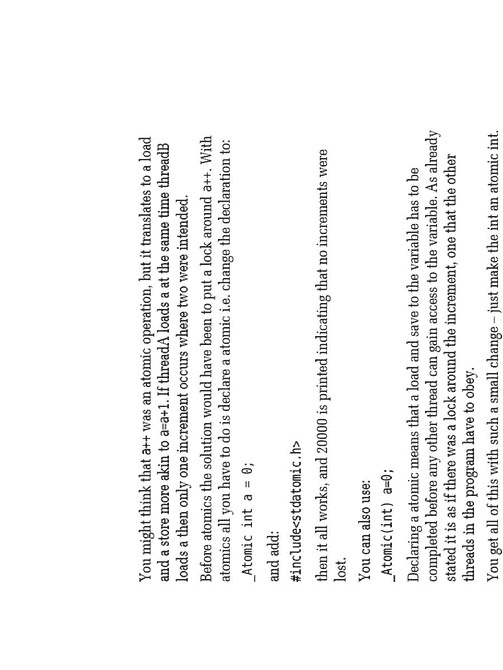 You might think that a++ was an atomic operation, but it translates to a load
and a store more akin to a=a+1. If threadA loads a at the same time threadB
loads a then only one increment occurs where two were intended.
Before atomics the solution would have been to put a lock around a++. With
atomics all you have to do is declare a atomic i.e. change the declaration to:
_Atomic int a = 0;
and add:
#include<stdatomic.h>
then it all works, and 20000 is printed indicating that no increments were
lost.
You can also use:
_Atomic(int) a=0;
Declaring a atomic means that a load and save to the variable has to be
completed before any other thread can gain access to the variable. As already
stated it is as if there was a lock around the increment, one that the other
threads in the program have to obey.
You get all of this with such a small change – just make the int an atomic int.